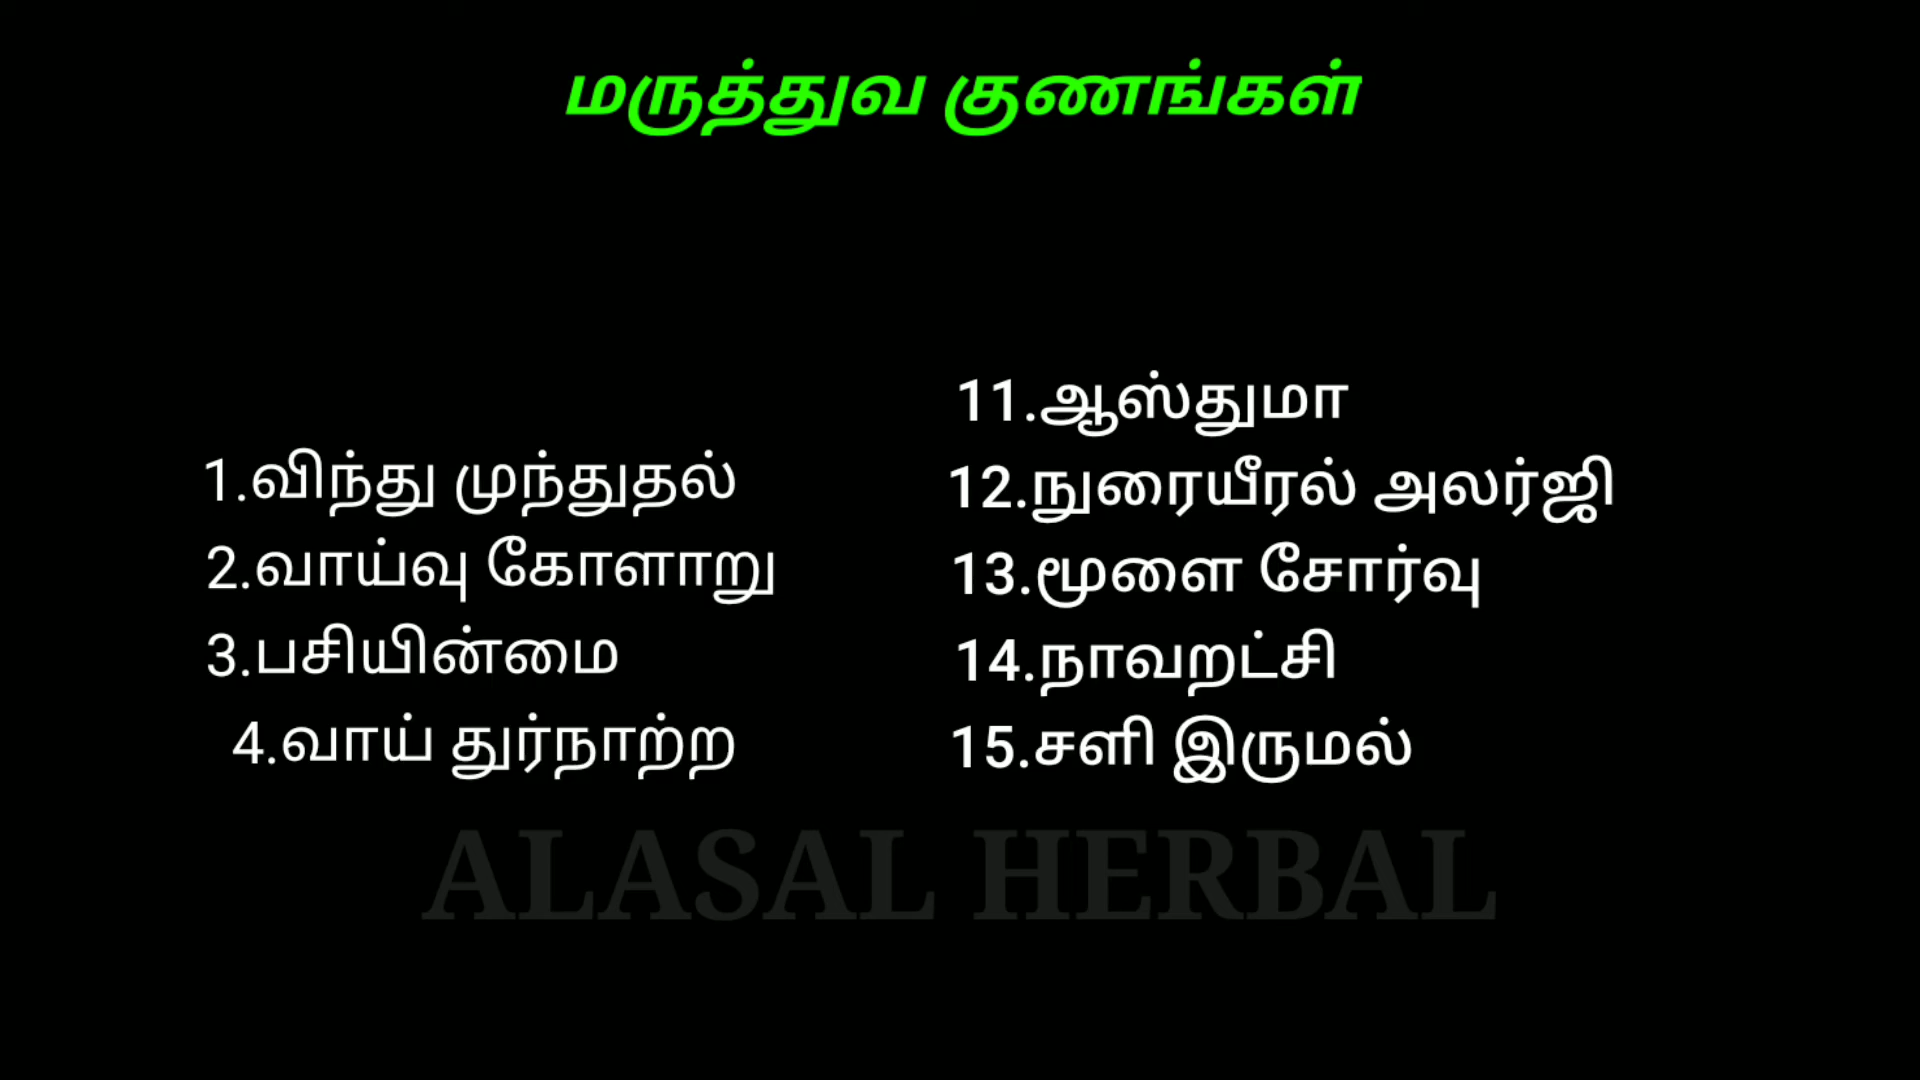 மருத்துவ குணங்கள்
1.விந்து முந்துதல்
2.வாய்வு கோளாறு
3.பசியின்மை
4.வாய் துர்நாற்ற
11.ஆஸ்துமா
12.நுரையீரல் அலர்ஜி
13.மூளை சோர்வு
14.நாவறட்சி
15.சளி இருமல்
ALASAL HERBAL